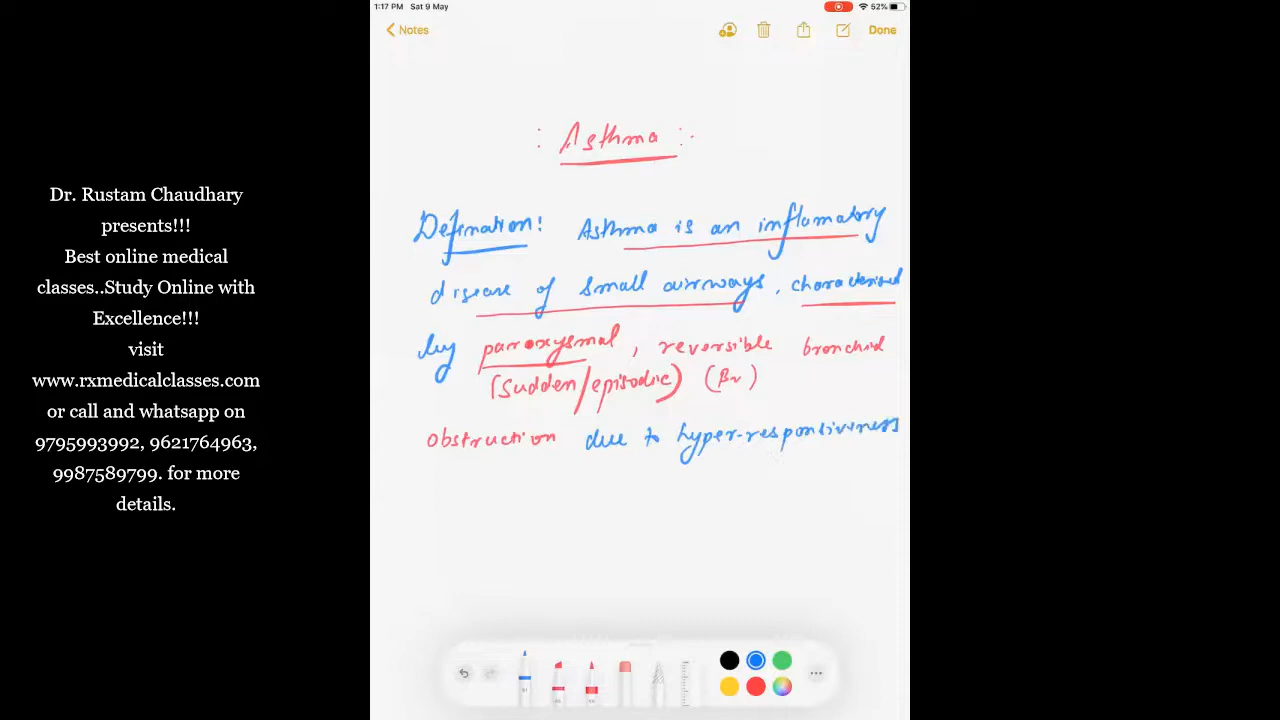 1:17 PM Sat 9 May
52%
Notes
Done
Dr. Rustam Chaudhary
presents!!!
Best online medical
classes..Study Online with
Excellence!!!
visit
www.rxmedicalclasses.com
or call and whatsapp on
9795993992, 9621764963,
9987589799. for more
details.
: Asthma :-
Defination: Asthma is an inflamatory
disease of small airways, characterised
by paroxysmal, reversible bronchial
(sudden/episodic)
obstruction due to hyper-responsiveness